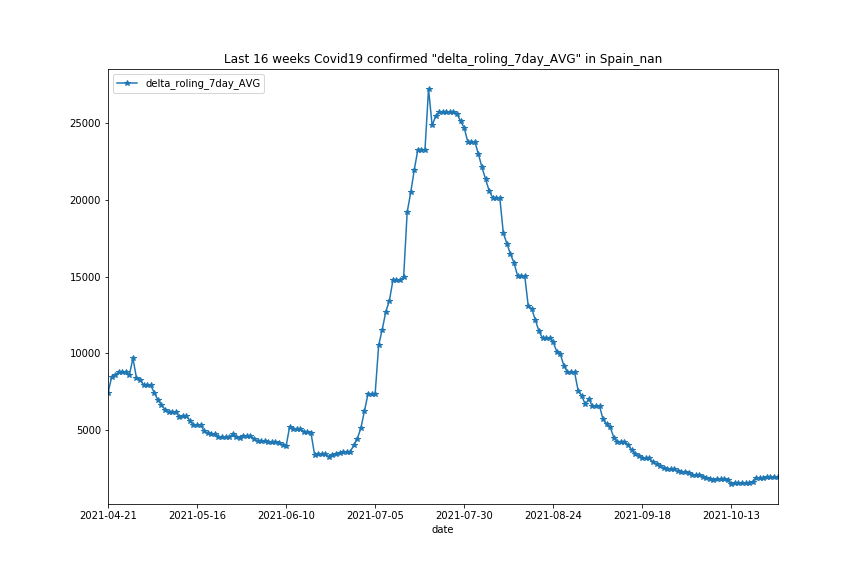 Last 16 weeks Covid19 confirmed "delta_roling_7day_AVG" in Spain_nan
delta_roling_7day_AVG
25000
20000
15000
10000
5000
2021-04-21 2021-05-16 2021-06-10 2021-07-05 2021-07-30 2021-08-24 2021-09-18 2021-10-13
date